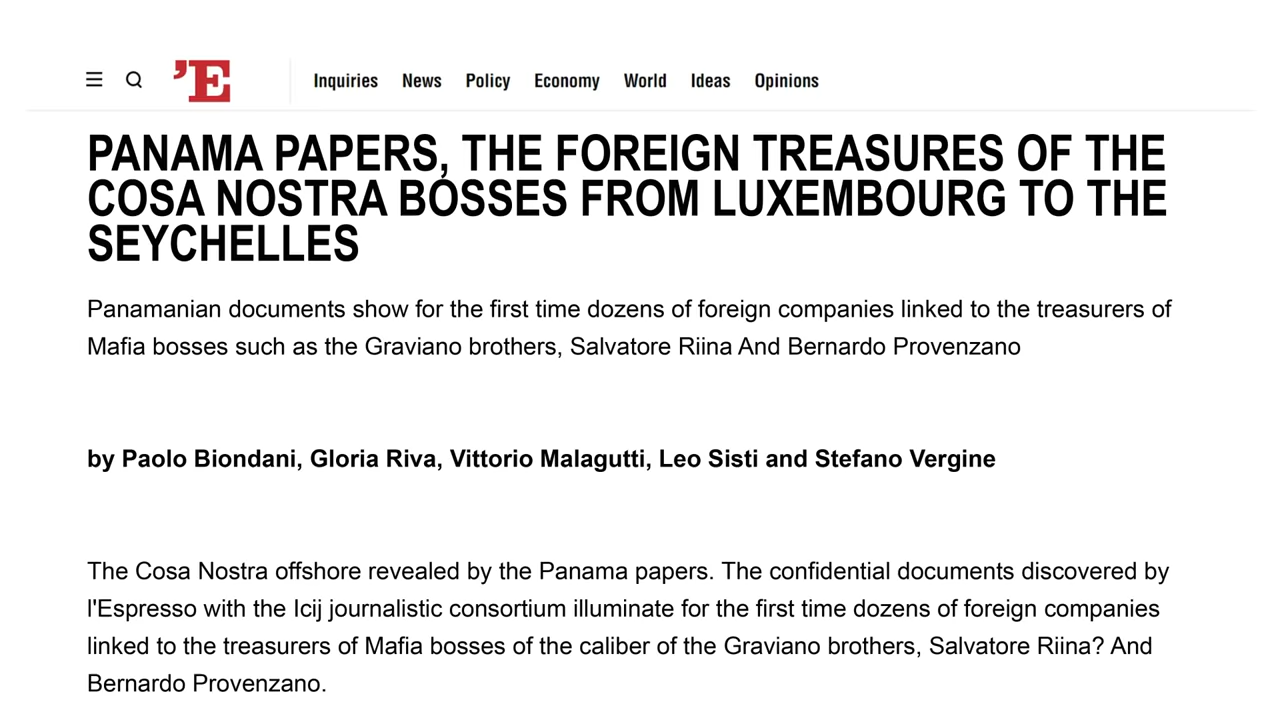 'E
Inquiries News Policy Economy World Ideas Opinions
PANAMA PAPERS, THE FOREIGN TREASURES OF THE
COSA NOSTRA BOSSES FROM LUXEMBOURG TO THE
SEYCHELLES
Panamanian documents show for the first time dozens of foreign companies linked to the treasurers of
Mafia bosses such as the Graviano brothers, Salvatore Riina And Bernardo Provenzano
by Paolo Biondani, Gloria Riva, Vittorio Malagutti, Leo Sisti and Stefano Vergine
The Cosa Nostra offshore revealed by the Panama papers. The confidential documents discovered by
l'Espresso with the Icij journalistic consortium illuminate for the first time dozens of foreign companies
linked to the treasurers of Mafia bosses of the caliber of the Graviano brothers, Salvatore Riina? And
Bernardo Provenzano.